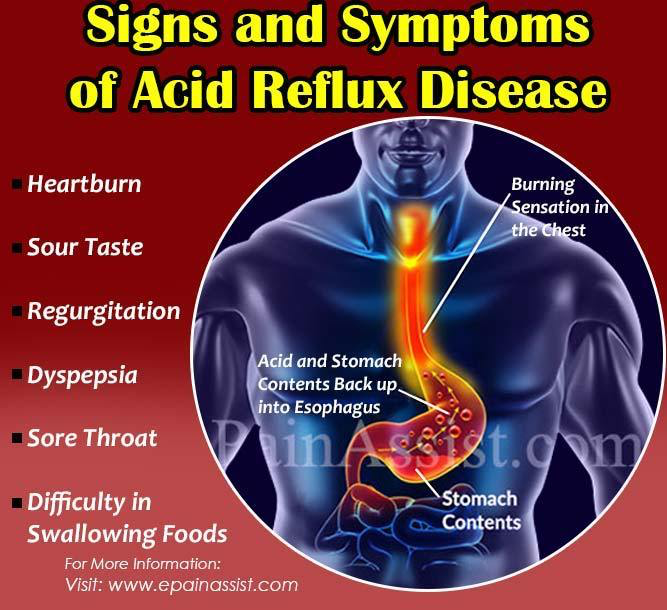 Signs and Symptoms
of Acid Reflux Disease
Heartburn
Sour Taste
Regurgitation
Dyspepsia
Sore Throat
Difficulty in
Swallowing Foods
For More Information:
Visit: www.epainassist.com
Burning
Sensation in
the Chest
Acid and Stomach
Contents Back up
into Esophagus
Stomach
Contents
PainAssist.com